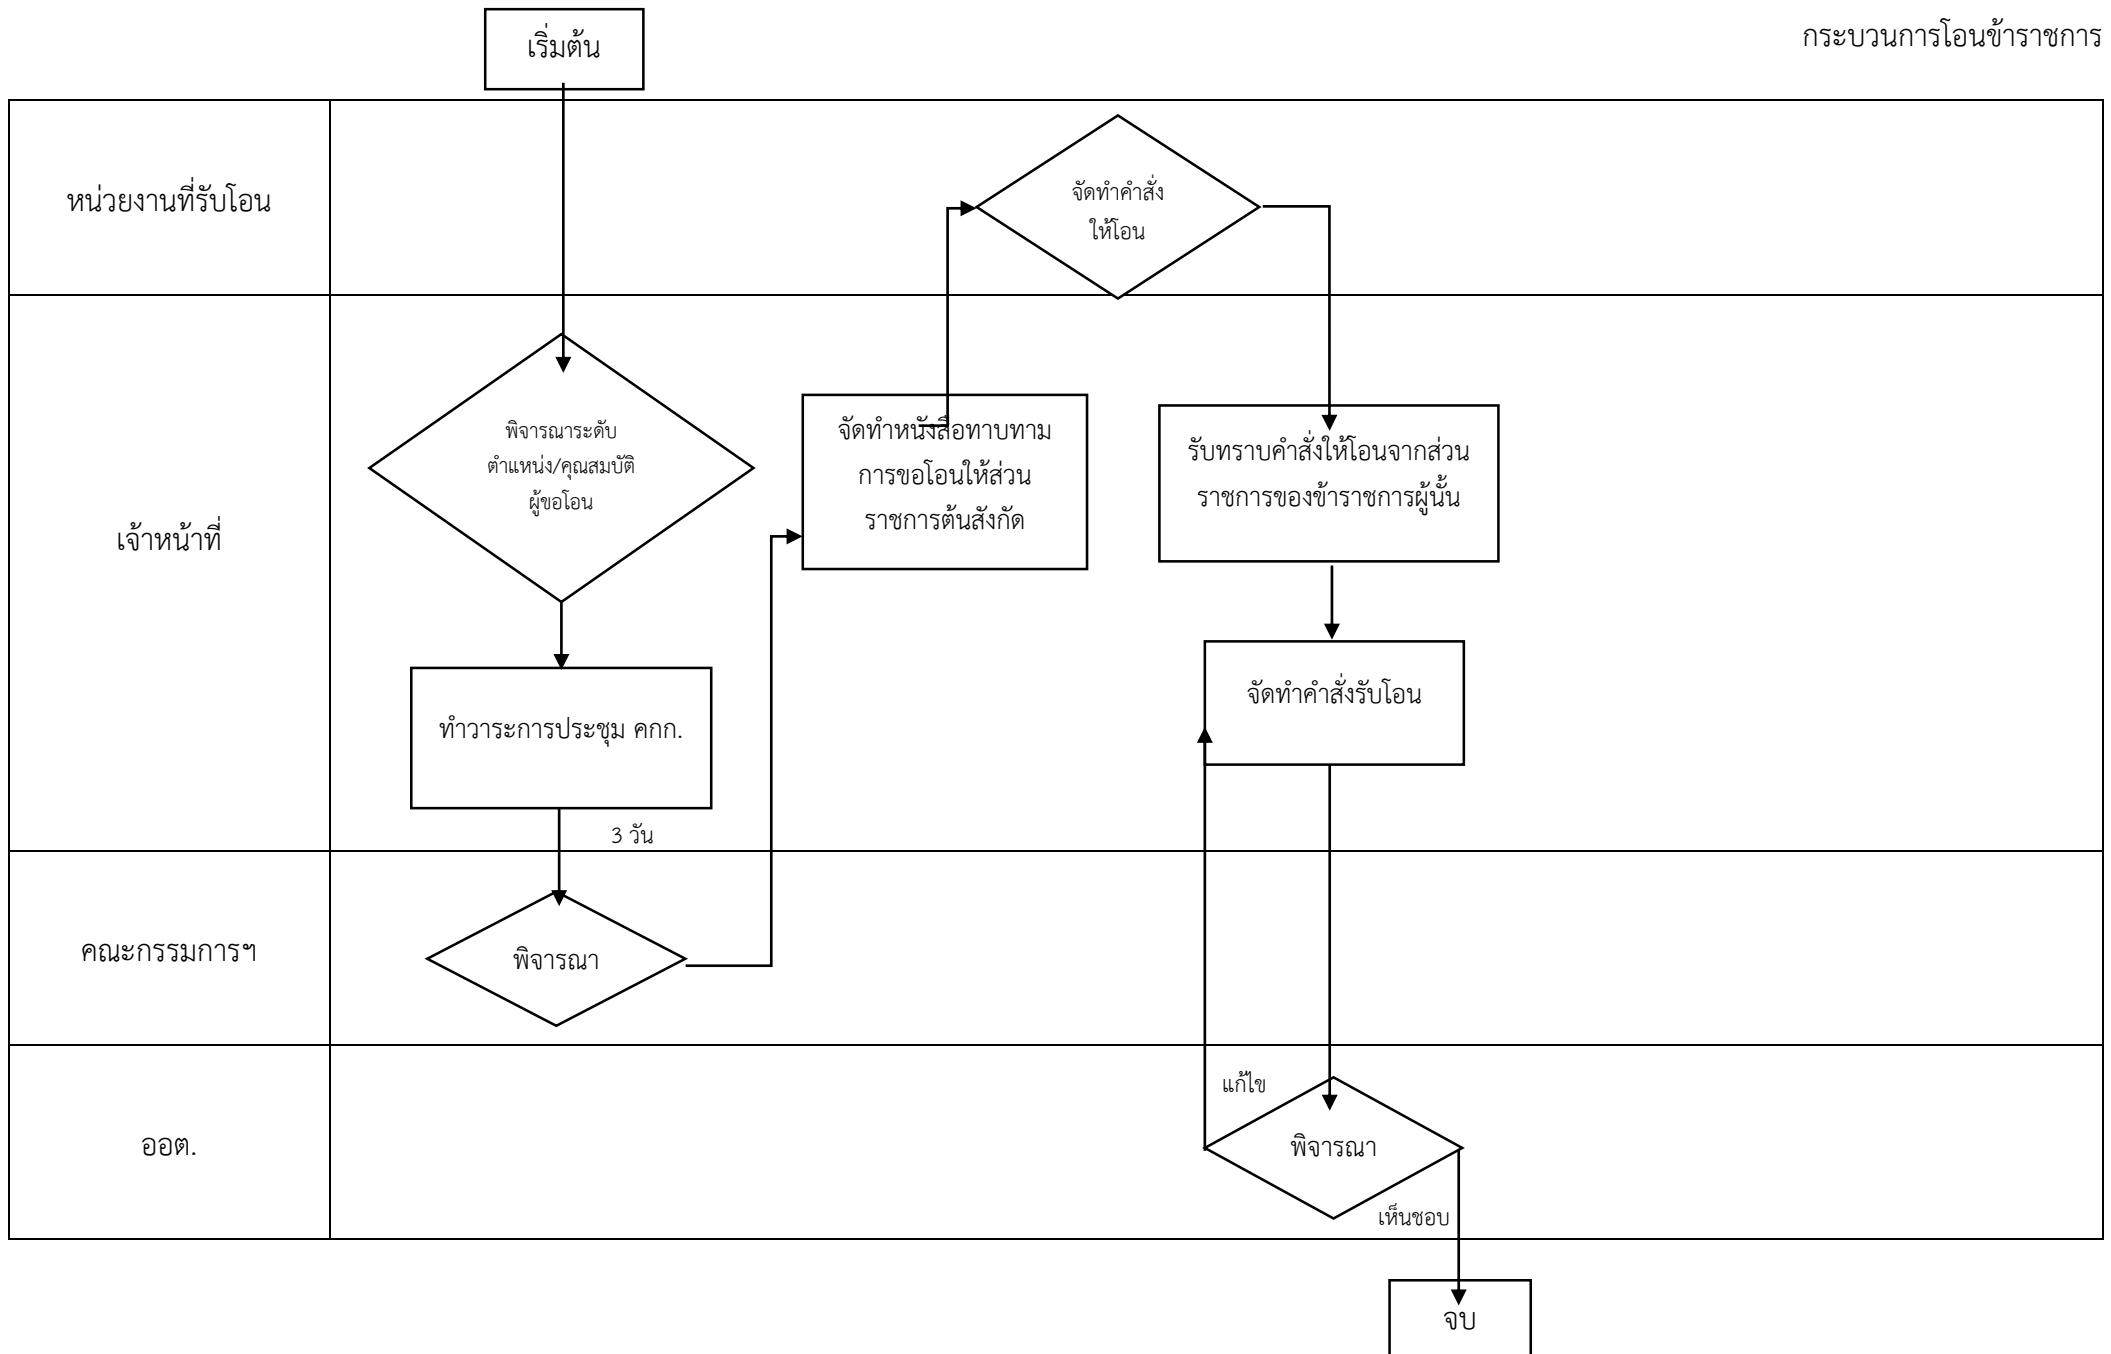 เริ่มต้น
กระบวนการโอนข้าราชการ
หน่วยงานที่รับโอน
จัดทำคำสั่ง
ให้โอน
เจ้าหน้าที่
พิจารณาระดับ
ตำแหน่ง/คุณสมบัติ
ผู้ขอโอน
จัดทำหนังสือทาบทาม
การขอโอนให้ส่วน
ราชการต้นสังกัด
รับทราบคำสั่งให้โอนจากส่วน
ราชการของข้าราชการผู้นั้น
ทำวาระการประชุม คกก.
จัดทำคำสั่งรับโอน
3 วัน
คณะกรรมการฯ
พิจารณา
ออต.
แก้ไข
พิจารณา
เห็นชอบ
จบ